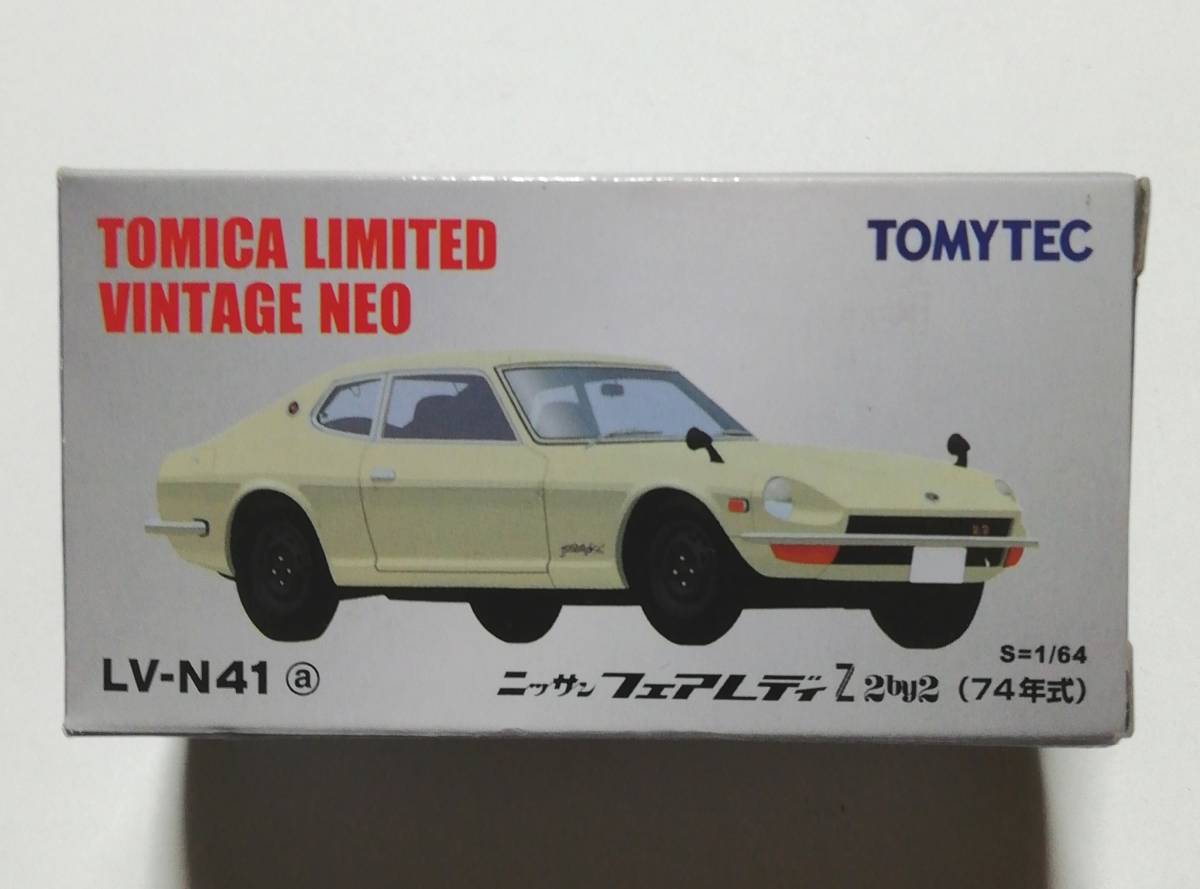 TOMICA LIMITED
VINTAGE NEO
TOMYTEC
S=1/64
LV-N41 ⓐ
ニッサン フェアレディ Z 2by2 (74年式)